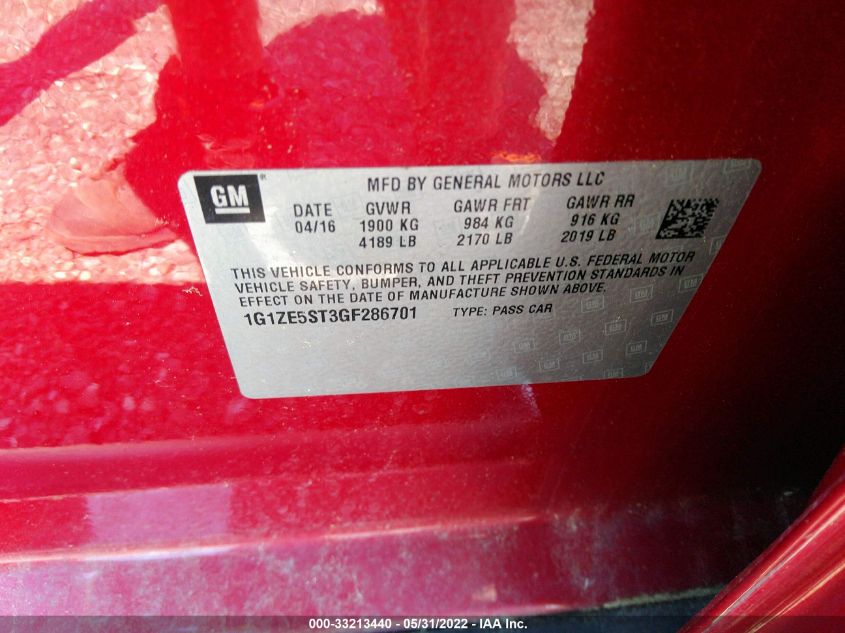 GM
MFD BY GENERAL MOTORS LLC
DATE GVWR GAWR FRT GAWR RR
04/16 1900 KG 984 KG 916 KG
4189 LB 2170 LB 2019 LB
THIS VEHICLE CONFORMS TO ALL APPLICABLE U.S. FEDERAL MOTOR
VEHICLE SAFETY, BUMPER, AND THEFT PREVENTION STANDARDS IN
EFFECT ON THE DATE OF MANUFACTURE SHOWN ABOVE.
1G1ZE5ST3GF286701 TYPE: PASS CAR
000-33213440 - 05/31/2022 - IAA Inc.